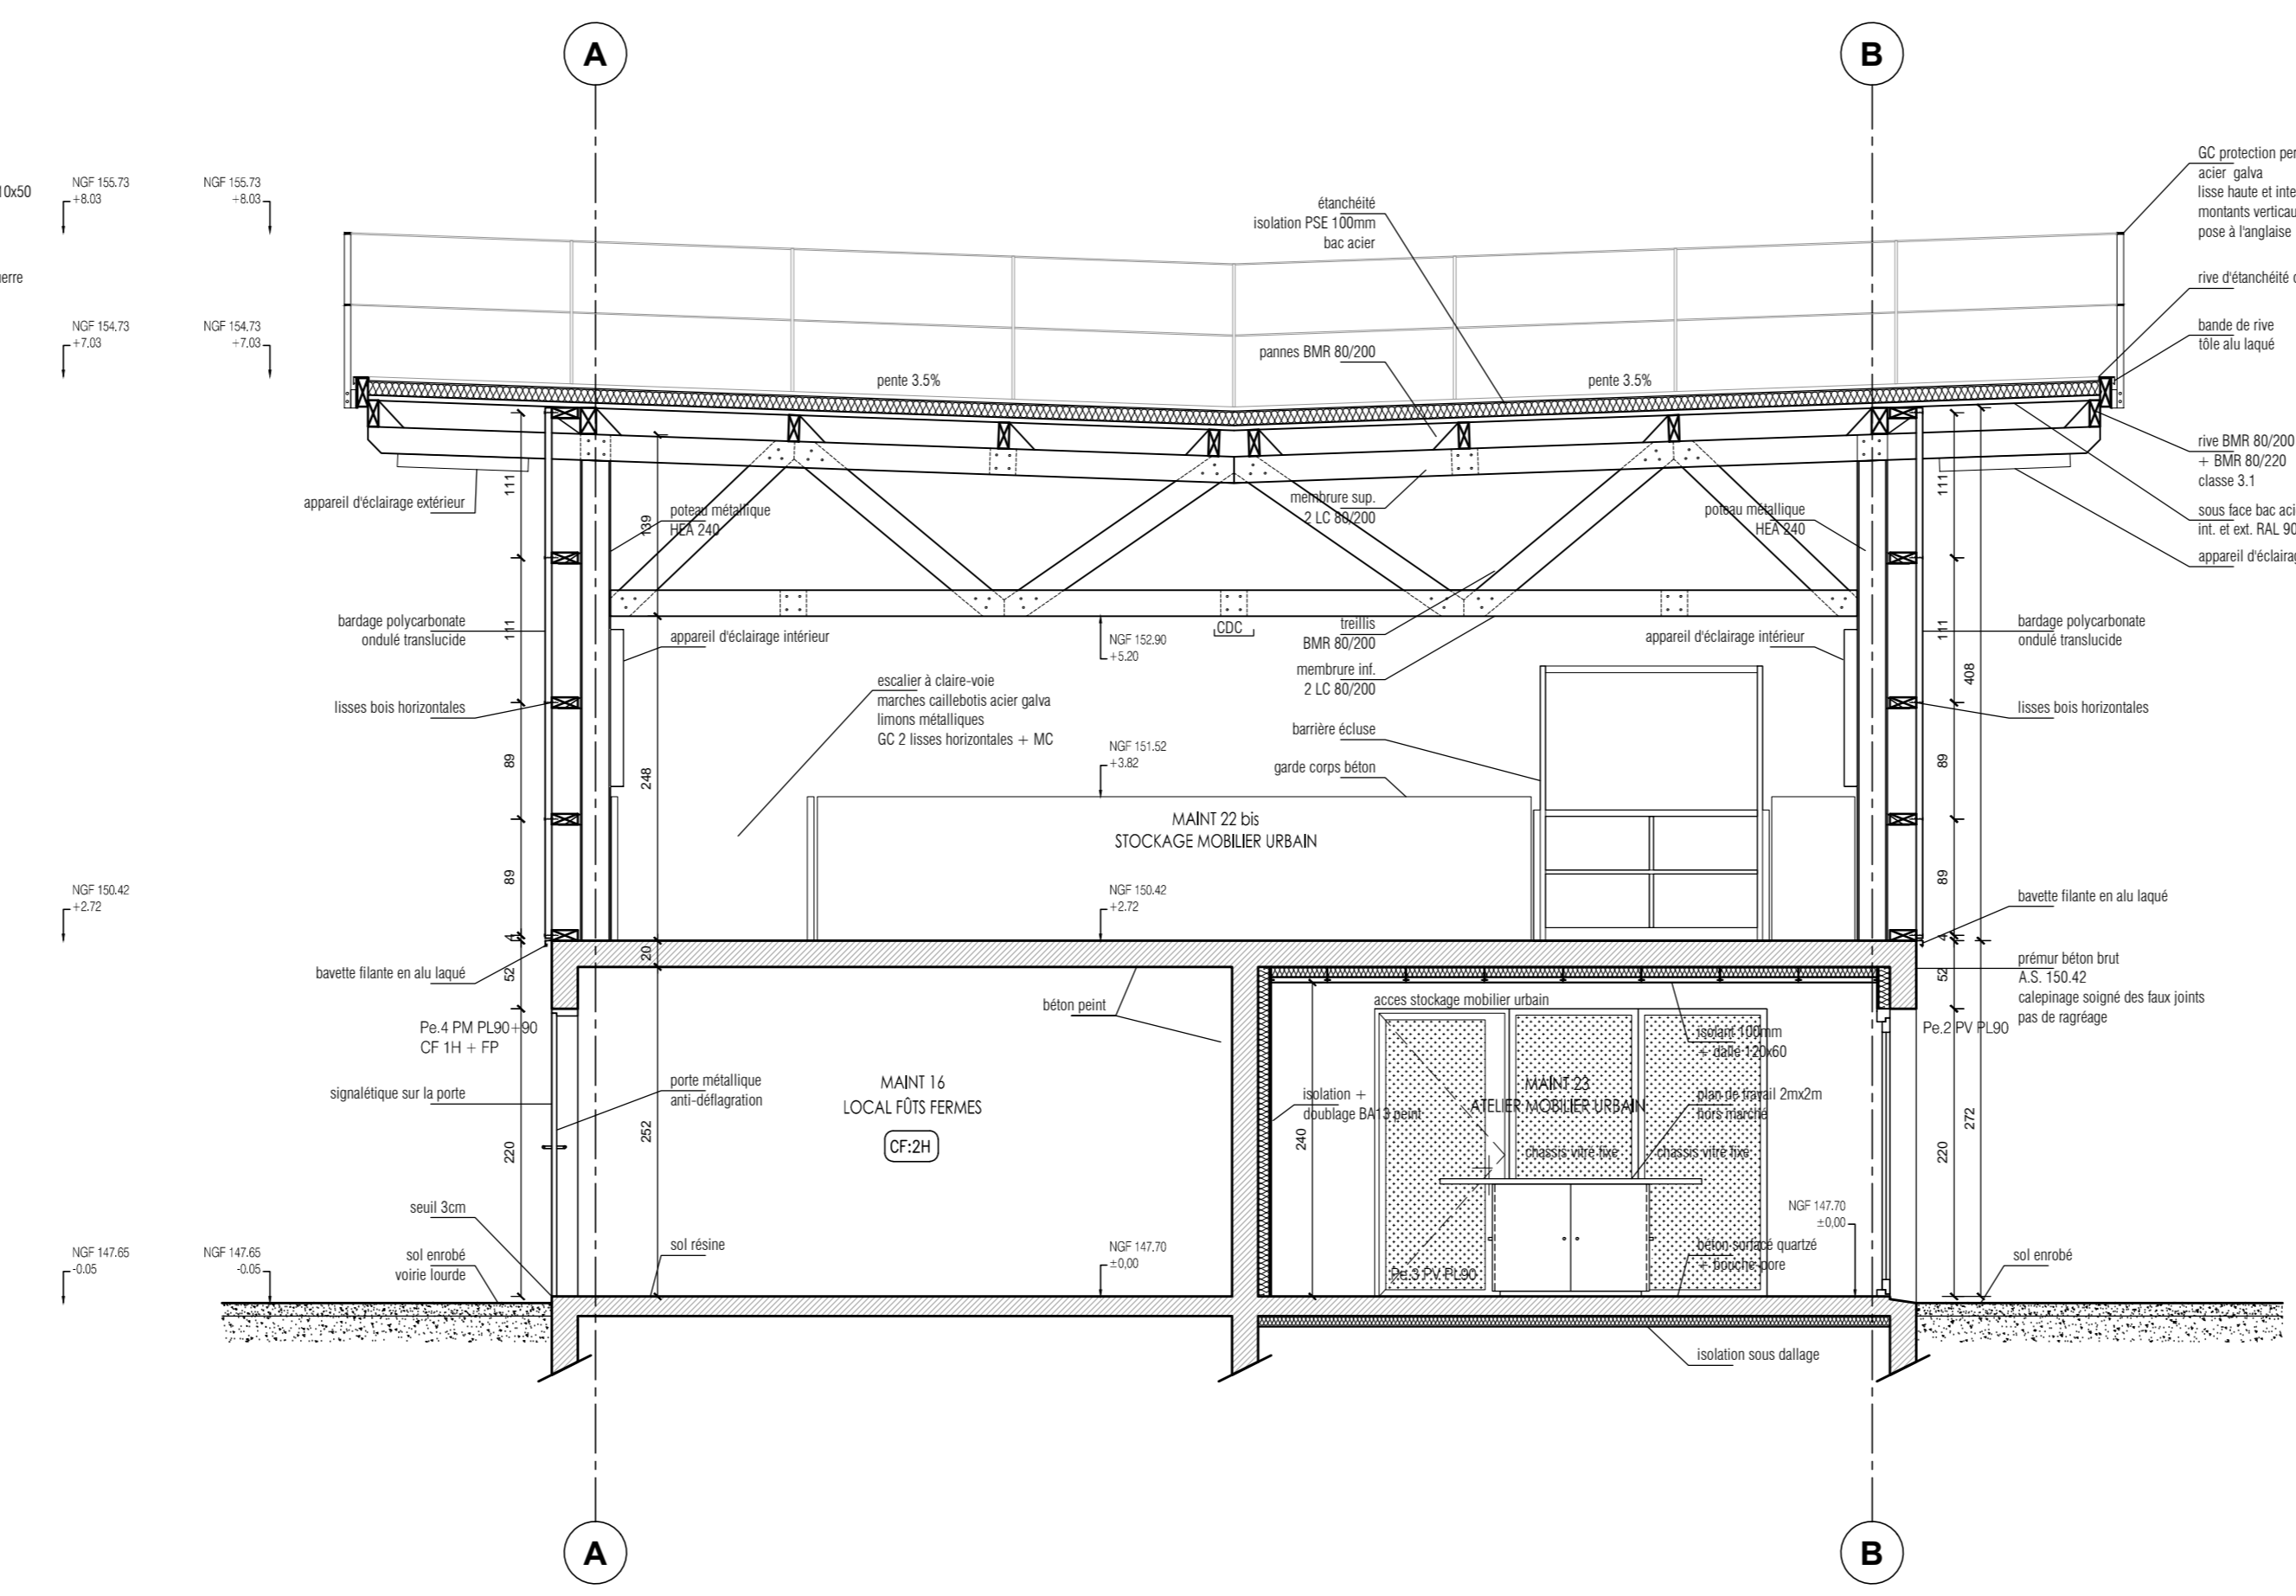 A
B
10x50
NGF 155.73
+8.03
NGF 155.73
+8.03
étanchéité
isolation PSE 100mm
bac acier
GC protection per
acier galva
lisse haute et inte
montants verticau
pose à l'anglaise
uerre
rive d'étanchéité c
NGF 154.73
+7.03
NGF 154.73
+7.03
bande de rive
tôle alu laqué
pannes BMR 80/200
pente 3.5%
pente 3.5%
rive BMR 80/200
+ BMR 80/220
classe 3.1
appareil d'éclairage extérieur
111
139
poteau métallique
HEA 240
membrure sup.
2 LC 80/200
poteau métallique
HEA 240
111
sous face bac aci
int. et ext. RAL 90
appareil d'éclairag
bardage polycarbonate
ondulé translucide
111
appareil d'éclairage intérieur
NGF 152.90
+5.20
CDC
treillis
BMR 80/200
appareil d'éclairage intérieur
111
bardage polycarbonate
ondulé translucide
408
membrure inf.
2 LC 80/200
escalier à claire-voie
marches caillebotis acier galva
limons métalliques
GC 2 lisses horizontales + MC
lisses bois horizontales
lisses bois horizontales
barrière écluse
NGF 151.52
+3.82
garde corps béton
89
248
89
MAINT 22 bis
STOCKAGE MOBILIER URBAIN
89
89
NGF 150.42
+2.72
NGF 150.42
+2.72
bavette filante en alu laqué
4
20
4
bavette filante en alu laqué
52
52
prémur béton brut
A.S. 150.42
calepinage soigné des faux joints
pas de ragréage
béton peint
acces stockage mobilier urbain
Pe.4 PM PL90+90
CF 1H + FP
Pe.2 PV PL90
isolant 100mm
+ dalle 120x60
signalétique sur la porte
porte métallique
anti-déflagration
MAINT 16
LOCAL FÛTS FERMES
CF:2H
isolation +
doublage BA13 peint
MAINT 23
ATELIER MOBILIER URBAIN
plan de travail 2mx2m
hors marché
220
252
240
chassis vitré fixe
chassis vitré fixe
220
272
seuil 3cm
NGF 147.70
±0,00
NGF 147.65
-0.05
NGF 147.65
-0.05
sol enrobé
voirie lourde
sol résine
NGF 147.70
±0,00
Pe.3 PV PL90
béton surfacé quartzé
+ bouche-pore
sol enrobé
isolation sous dallage
A
B